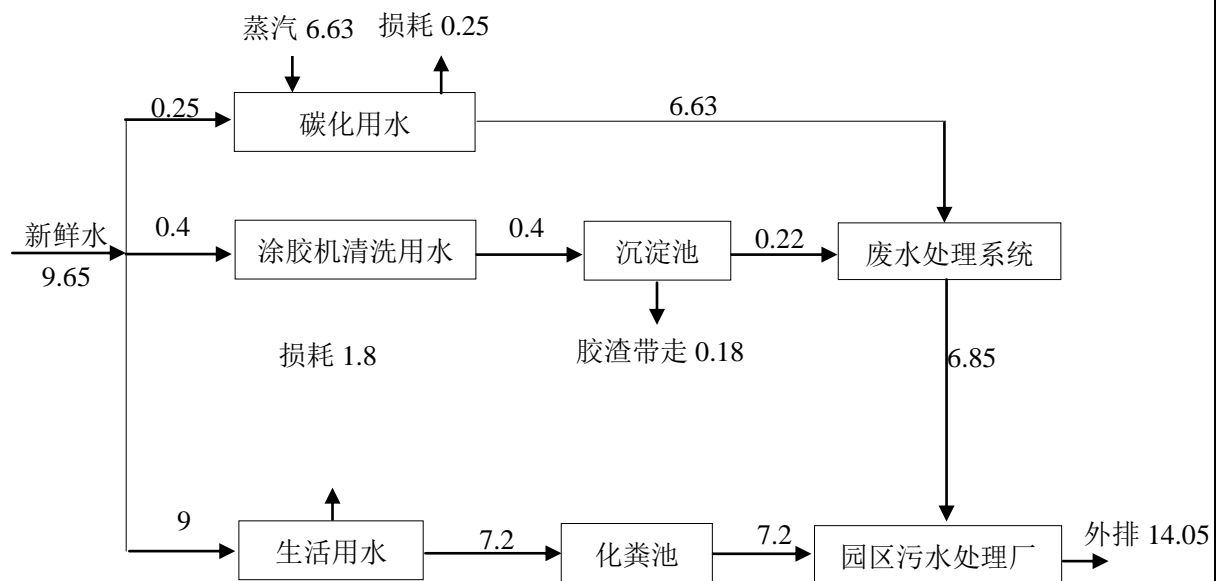 蒸汽 6.63
损耗 0.25
0.25
碳化用水
6.63
新鲜水
9.65
0.4
涂胶机清洗用水
0.4
沉淀池
0.22
废水处理系统
损耗 1.8
胶渣带走 0.18
6.85
9
生活用水
7.2
化粪池
7.2
园区污水处理厂
外排 14.05